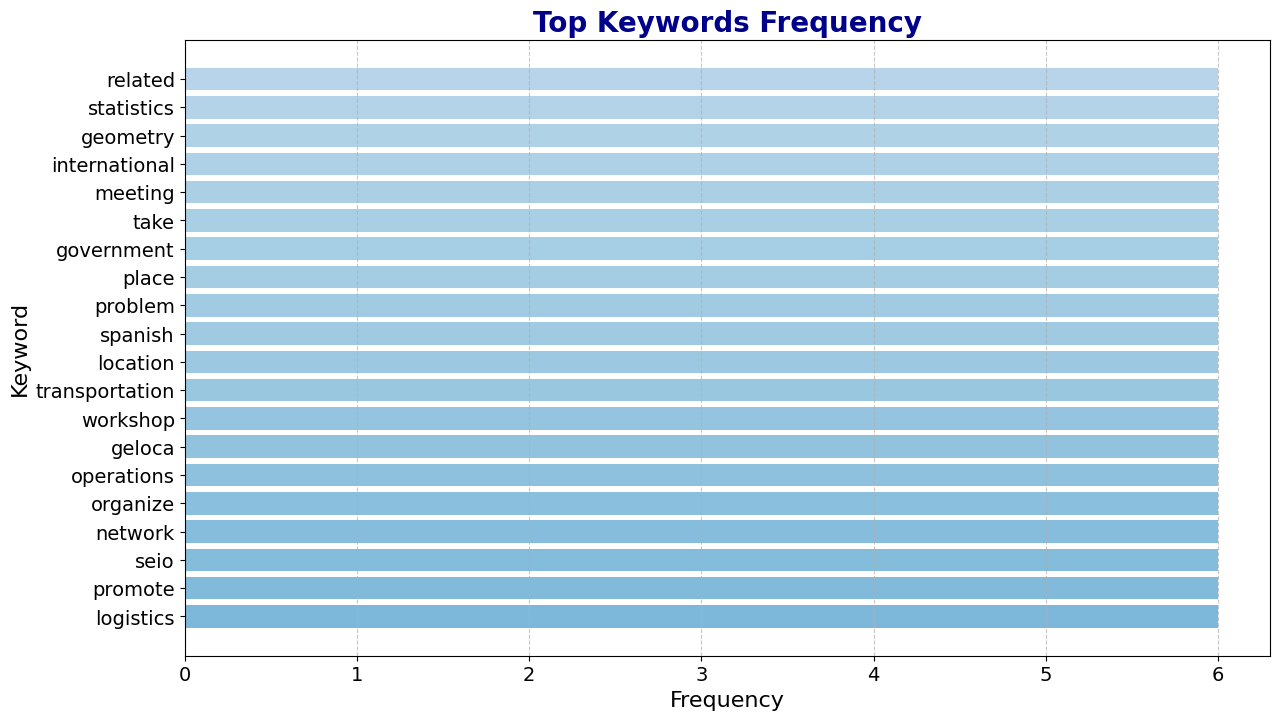 Top Keywords Frequency
Keyword
related
statistics
geometry
international
meeting
take
government
place
problem
spanish
location
transportation
workshop
geloca
operations
organize
network
seio
promote
logistics
0 1 2 3 4 5 6
Frequency